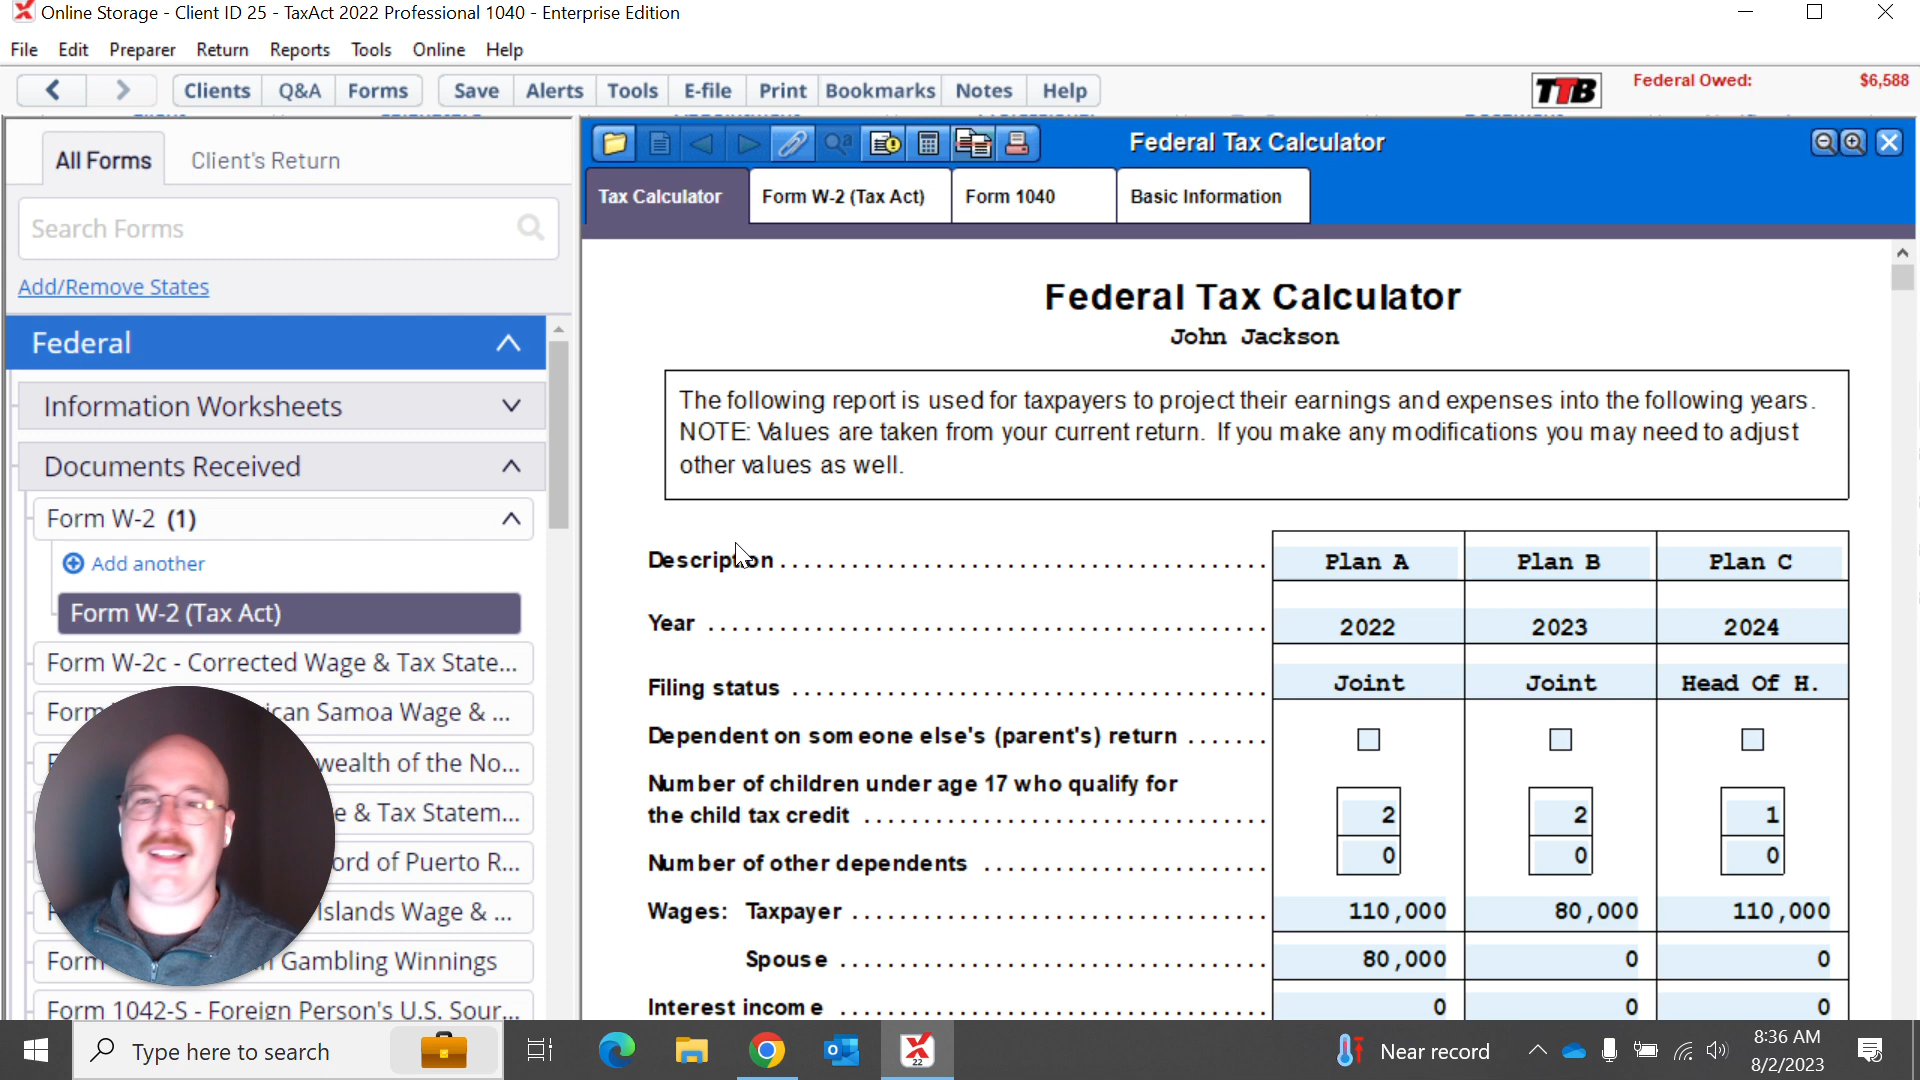 Online Storage - Client ID 25 - TaxAct 2022 Professional 1040 - Enterprise Edition
File Edit Preparer Return Reports Tools Online Help
Clients Q&A Forms Save Alerts Tools E-file Print Bookmarks Notes Help
TTB Federal Owed: $6,588
All Forms Client's Return
Search Forms
Add/Remove States
Federal
Information Worksheets
Documents Received
Form W-2 (1)
Add another
Form W-2 (Tax Act)
Form W-2c - Corrected Wage & Tax State...
Form
ican Samoa Wage & ...
wealth of the No...
e & Tax Statem...
ord of Puerto R...
Islands Wage & ...
Form
Gambling Winnings
Form 1042-S - Foreign Person's U.S. Sour...
Federal Tax Calculator
Tax Calculator Form W-2 (Tax Act) Form 1040 Basic Information
Federal Tax Calculator
John Jackson
The following report is used for taxpayers to project their earnings and expenses into the following years.
NOTE: Values are taken from your current return. If you make any modifications you may need to adjust
other values as well.
Description Plan A Plan B Plan C
Year 2022 2023 2024
Filing status Joint Joint Head Of H.
Dependent on someone else's (parent's) return
Number of children under age 17 who qualify for
the child tax credit 2 2 1
Number of other dependents 0 0 0
Wages: Taxpayer 110,000 80,000 110,000
Spouse 80,000 0 0
Interest income 0 0 0
Type here to search
22
Near record
8:36 AM
8/2/2023